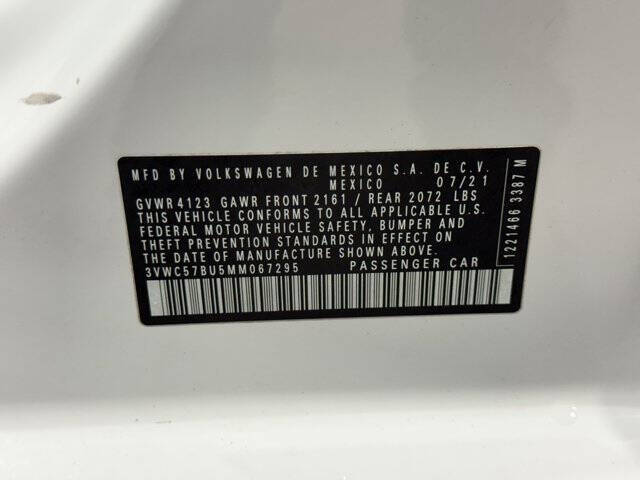 MFD BY VOLKSWAGEN DE MEXICO S.A. DE C.V.
MEXICO 07/21
GVWR 4123 GAWR FRONT 2161 / REAR 2072 LBS
THIS VEHICLE CONFORMS TO ALL APPLICABLE U.S.
FEDERAL MOTOR VEHICLE SAFETY, BUMPER AND
THEFT PREVENTION STANDARDS IN EFFECT ON
THE DATE OF MANUFACTURE SHOWN ABOVE.
3VWC57BU5MM067295 PASSENGER CAR
1221466 3387 M